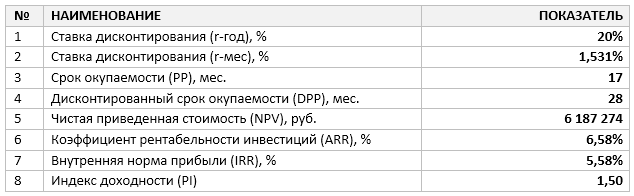 № НАИМЕНОВАНИЕ ПОКАЗАТЕЛЬ
1 Ставка дисконтирования (r-год), % 20%
2 Ставка дисконтирования (r-мес), % 1,531%
3 Срок окупаемости (PP), мес. 17
4 Дисконтированный срок окупаемости (DPP), мес. 28
5 Чистая приведенная стоимость (NPV), руб. 6 187 274
6 Коэффициент рентабельности инвестиций (ARR), % 6,58%
7 Внутренняя норма прибыли (IRR), % 5,58%
8 Индекс доходности (PI) 1,50